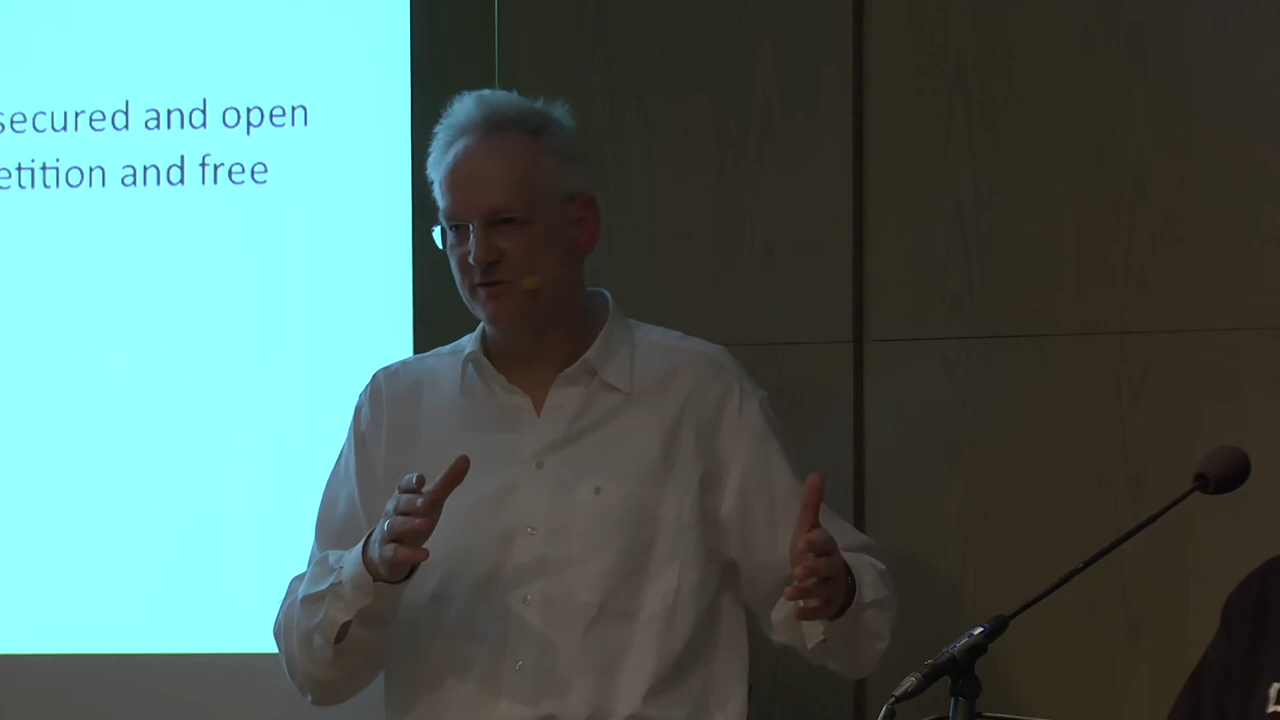 secured and open
etition and free